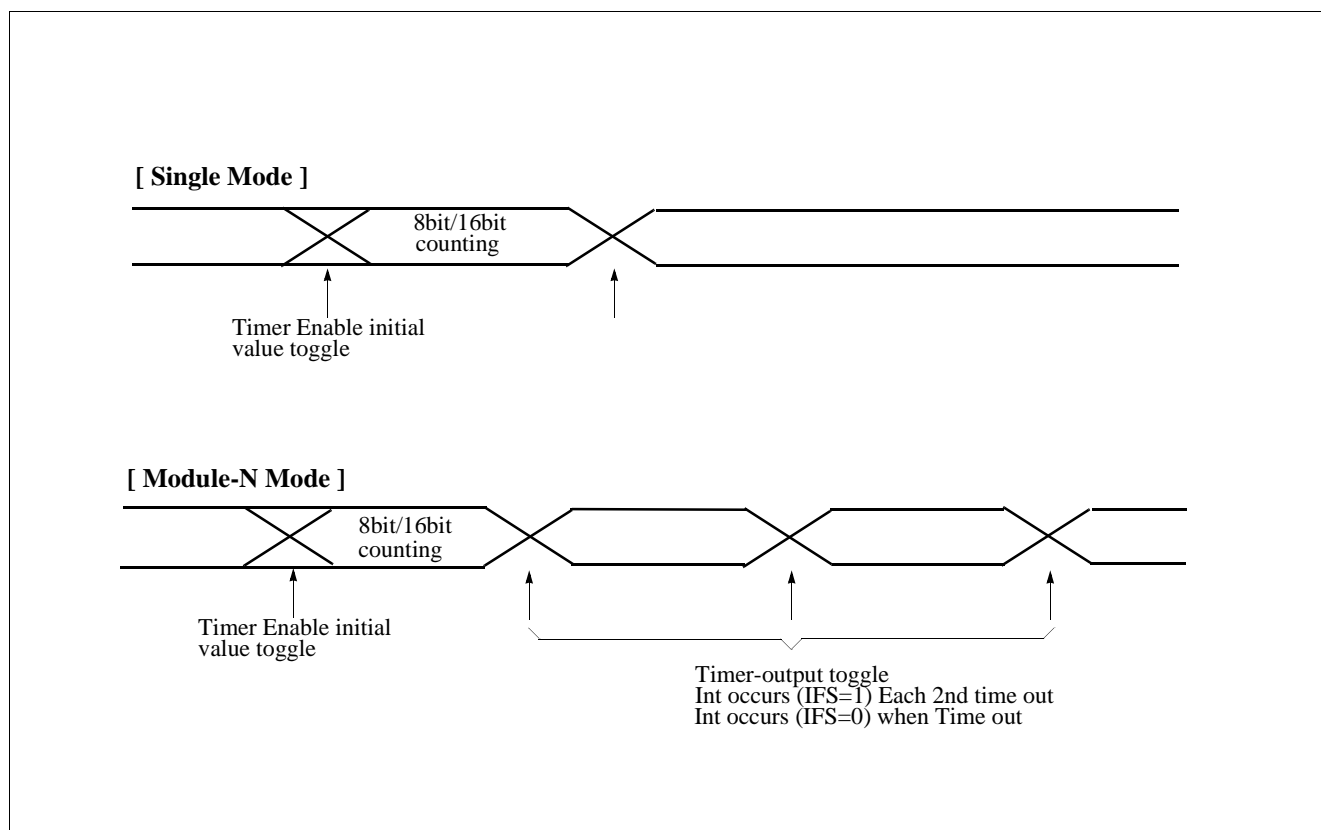 [ Single Mode ]
8bit/16bit
counting
Timer Enable initial
value toggle
[ Module-N Mode ]
8bit/16bit
counting
Timer Enable initial
value toggle
Timer-output toggle
Int occurs (IFS=1) Each 2nd time out
Int occurs (IFS=0) when Time out